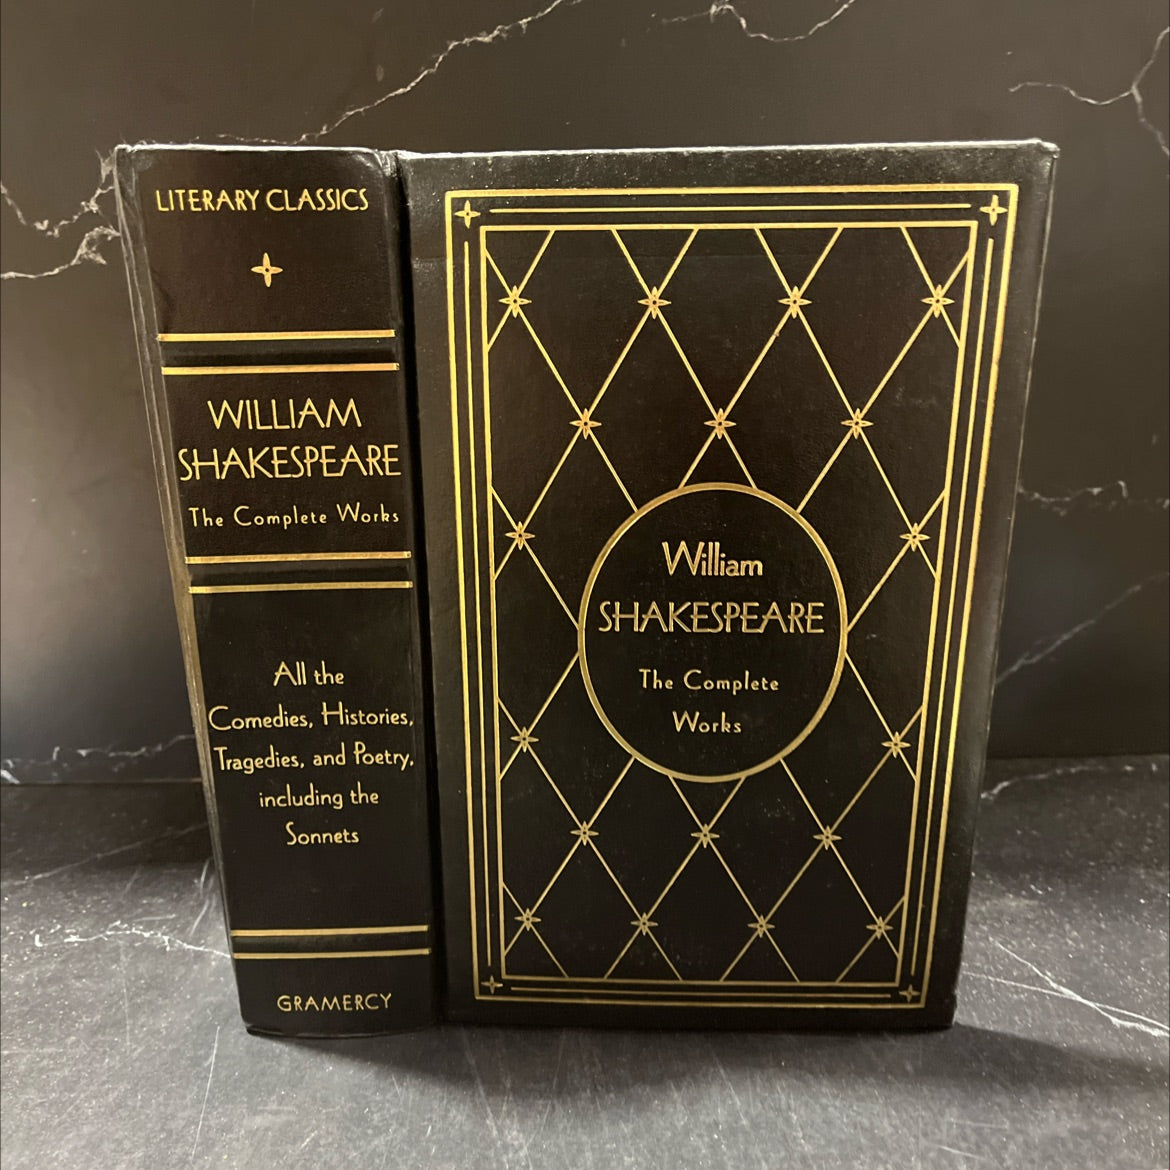 LITERARY CLASSICS
WILLIAM
SHAKESPEARE
The Complete Works
All the
Comedies, Histories,
Tragedies, and Poetry,
including the
Sonnets
GRAMERCY
William
SHAKESPEARE
The Complete
Works